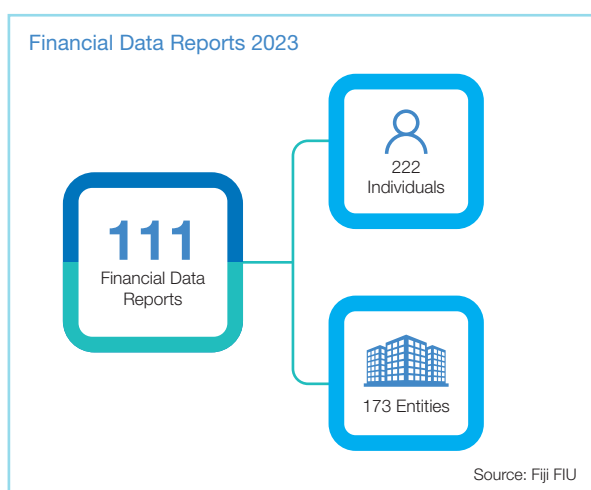 Financial Data Reports 2023
111
Financial Data
Reports
222
Individuals
173 Entities
Source: Fiji FIU